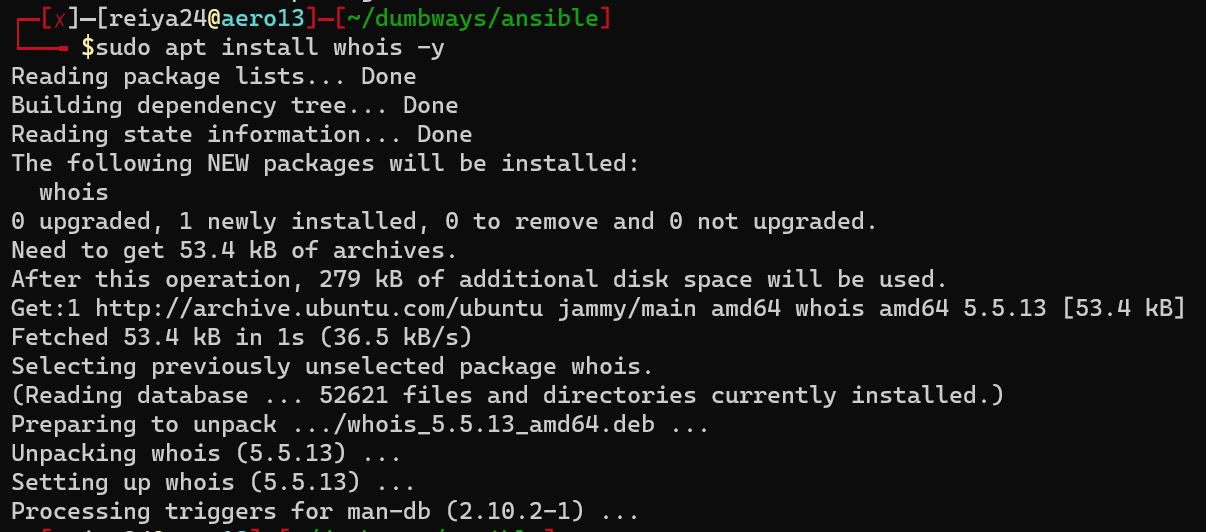 ┌─[✗]─[reiya24@aero13]─[~/dumbways/ansible]
└──╼ $sudo apt install whois -y
Reading package lists... Done
Building dependency tree... Done
Reading state information... Done
The following NEW packages will be installed:
  whois
0 upgraded, 1 newly installed, 0 to remove and 0 not upgraded.
Need to get 53.4 kB of archives.
After this operation, 279 kB of additional disk space will be used.
Get:1 http://archive.ubuntu.com/ubuntu jammy/main amd64 whois amd64 5.5.13 [53.4 kB]
Fetched 53.4 kB in 1s (36.5 kB/s)
Selecting previously unselected package whois.
(Reading database ... 52621 files and directories currently installed.)
Preparing to unpack .../whois_5.5.13_amd64.deb ...
Unpacking whois (5.5.13) ...
Setting up whois (5.5.13) ...
Processing triggers for man-db (2.10.2-1) ...